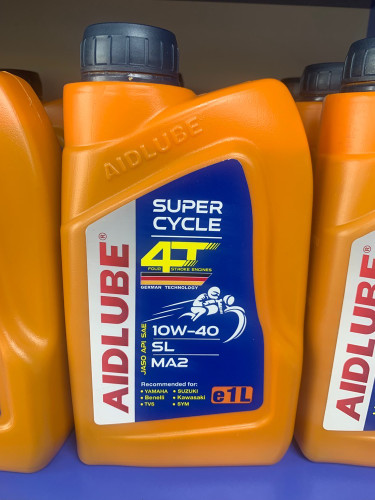 AIDLUBE
AIDLUBE®
SUPER
CYCLE
4T
FOUR STROKE ENGINES
GERMAN TECHNOLOGY
SAE 10W-40
API SL
JASO MA2
Recommended for:
• YAMAHA • SUZUKI
• Benelli • Kawasaki
• TVS • SYM
e1L
AIDLUBE